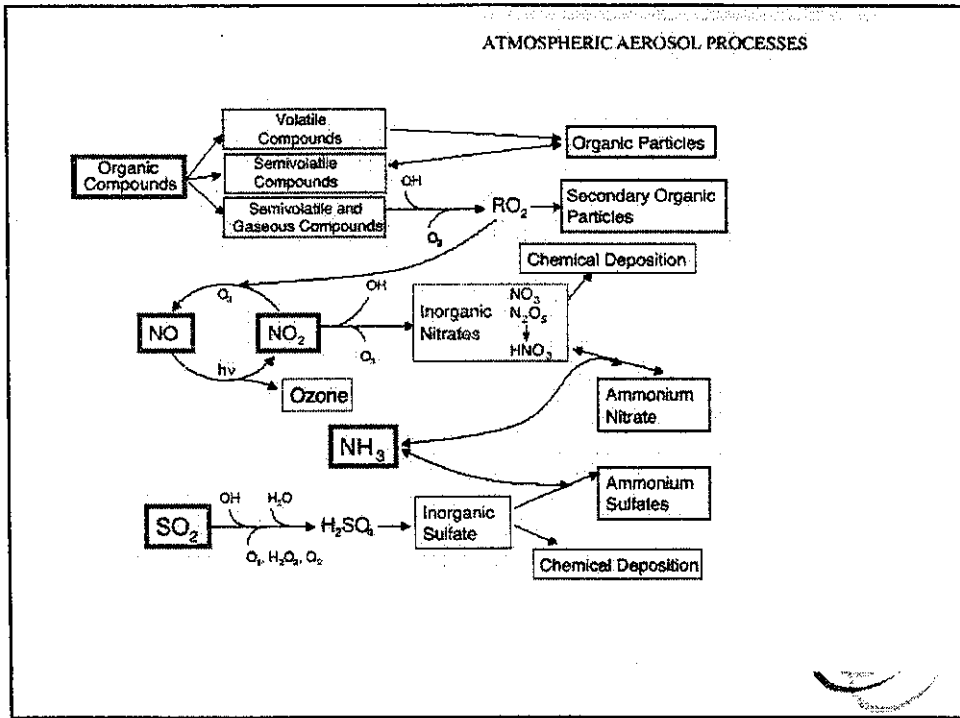 ATMOSPHERIC AEROSOL PROCESSES
Volatile
Compounds
Organic Particles
Organic
Compounds
Semivolatile
Compounds
OH
Semivolatile and
Gaseous Compounds
RO₂
Secondary Organic
Particles
O₃
Chemical Deposition
O₃
OH
NO
NO₂
Inorganic
Nitrates
NO₃
N₂O₅
HNO₃
O₃
hν
Ozone
Ammonium
Nitrate
NH₃
Ammonium
Sulfates
SO₂
OH
H₂O
H₂SO₄
Inorganic
Sulfate
O₃, H₂O₂, O₂
Chemical Deposition